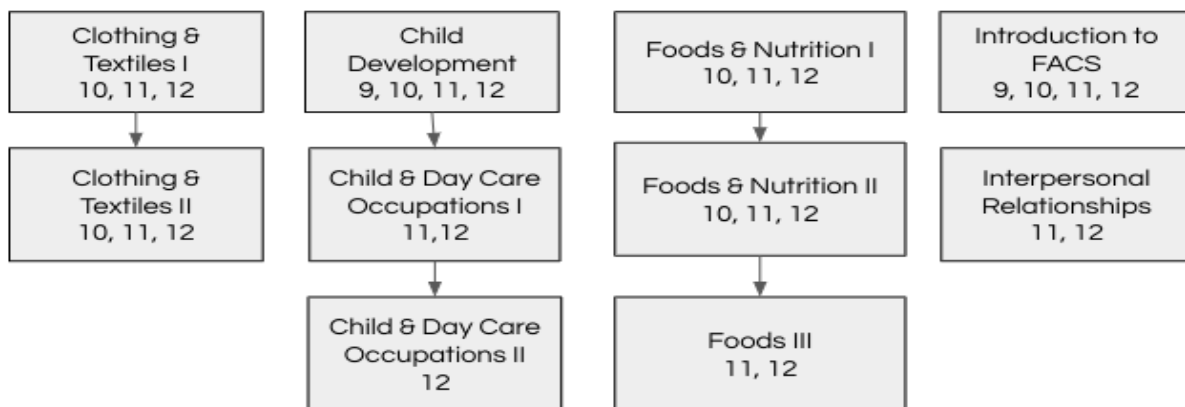 Clothing &
Textiles I
10, 11, 12
Child
Development
9, 10, 11, 12
Foods & Nutrition I
10, 11, 12
Introduction to
FACS
9, 10, 11, 12
Clothing &
Textiles II
10, 11, 12
Child & Day Care
Occupations I
11,12
Foods & Nutrition II
10, 11, 12
Interpersonal
Relationships
11, 12
Child & Day Care
Occupations II
12
Foods III
11, 12